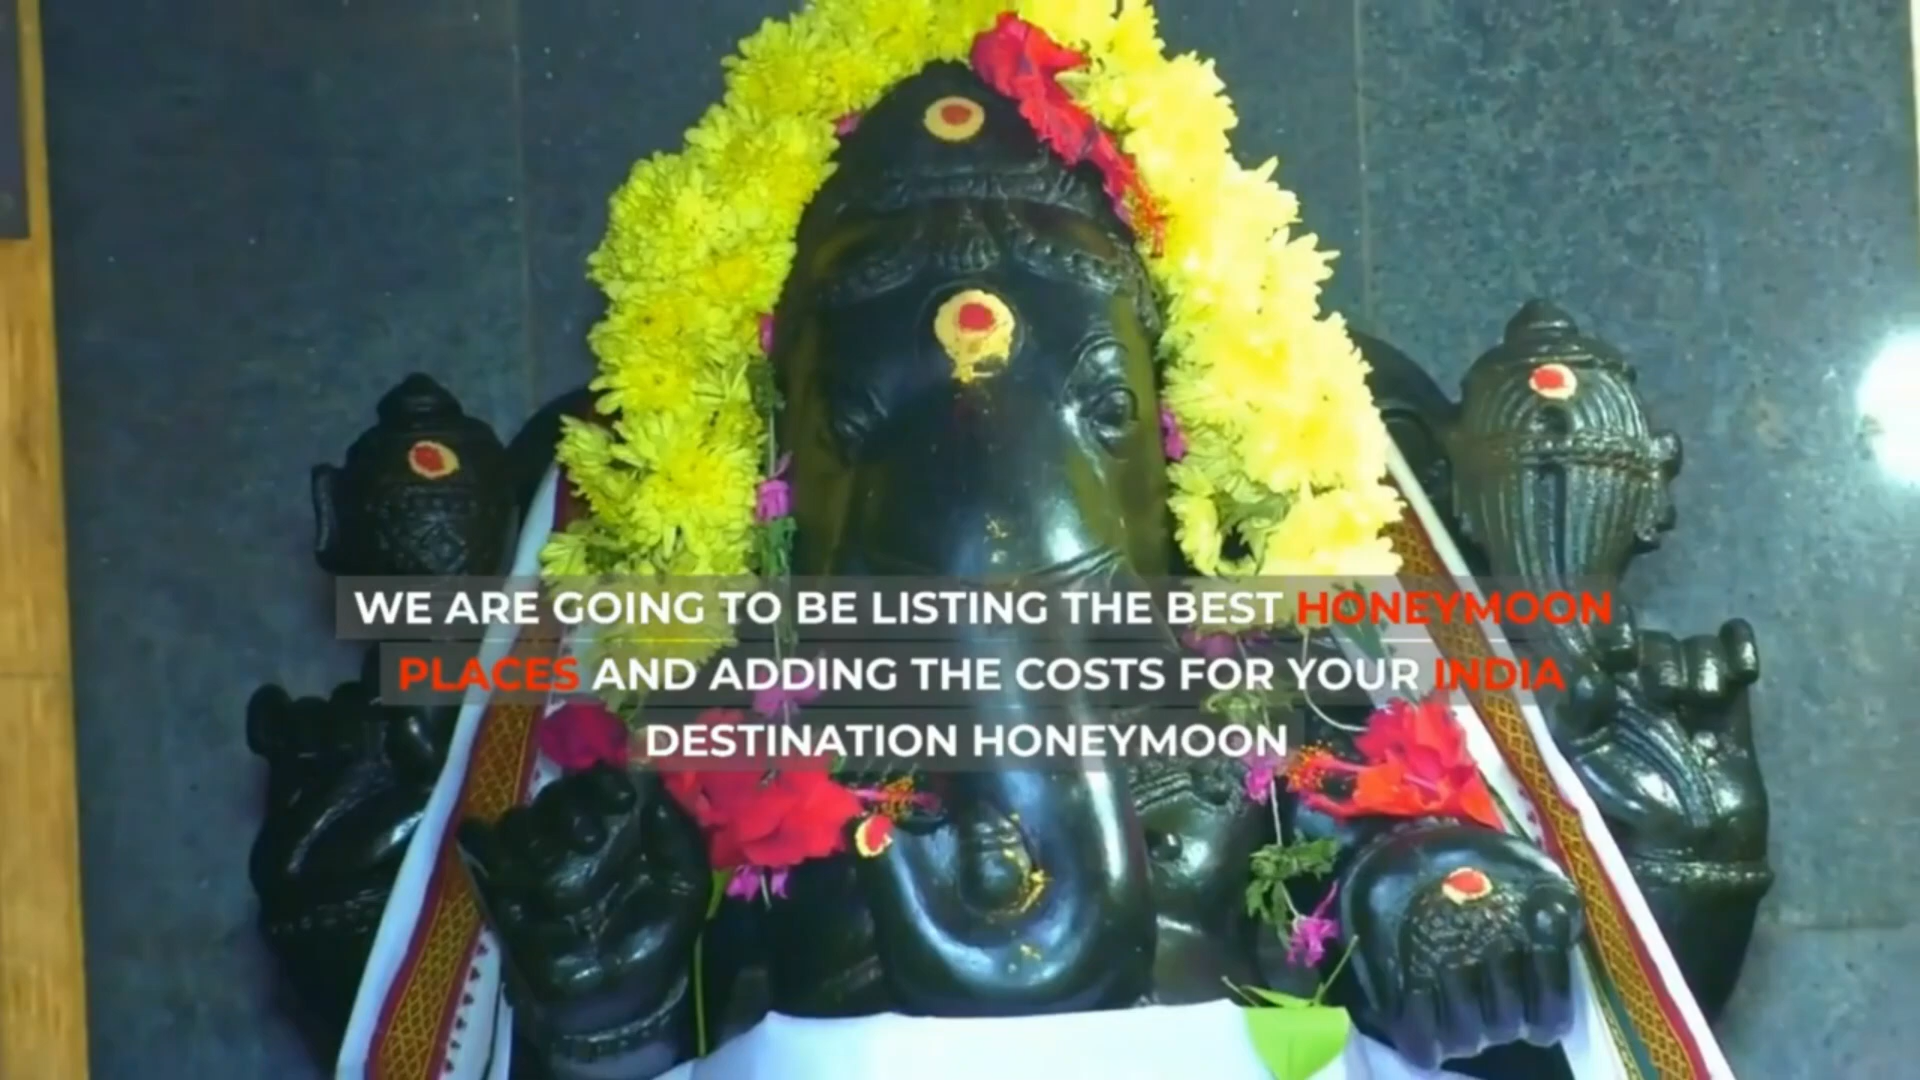 WE ARE GOING TO BE LISTING THE BEST HONEYMOON
PLACES AND ADDING THE COSTS FOR YOUR INDIA
DESTINATION HONEYMOON